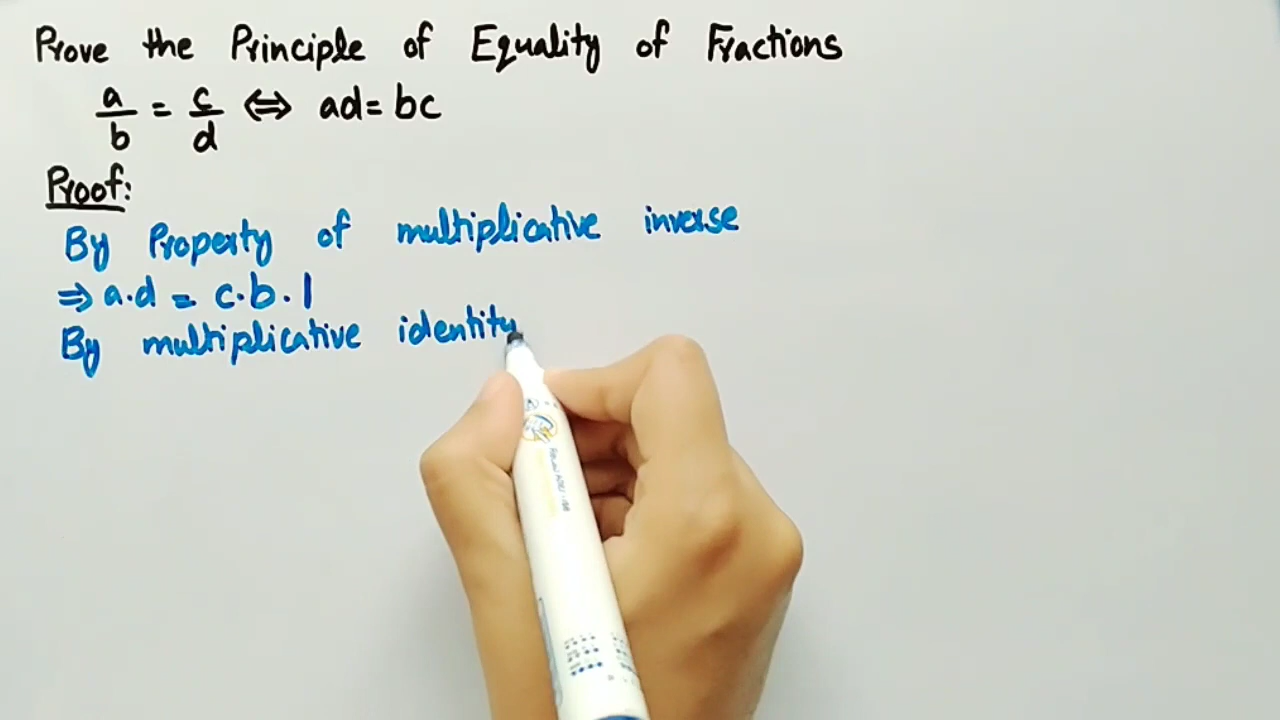 Prove the Principle of Equality of Fractions
a/b = c/d ⇔ ad = bc
Proof:
By Property of multiplicative inverse
⇒ a.d = c.b.1
By multiplicative identity